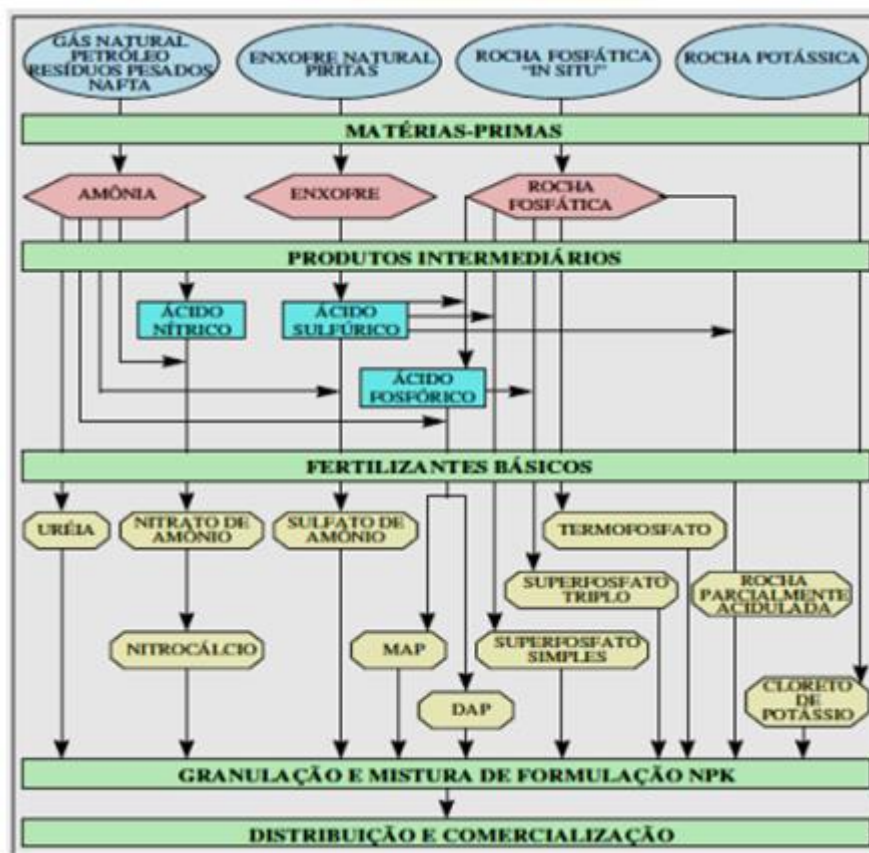 GÁS NATURAL
PETRÓLEO
RESÍDUOS PESADOS
NAFTA
ENXOFRE NATURAL
PIRITAS
ROCHA FOSFÁTICA
"IN SITU"
ROCHA POTÁSSICA
MATÉRIAS-PRIMAS
AMÔNIA
ENXOFRE
ROCHA
FOSFÁTICA
PRODUTOS INTERMEDIÁRIOS
ÁCIDO
NÍTRICO
ÁCIDO
SULFÚRICO
ÁCIDO
FOSFÓRICO
FERTILIZANTES BÁSICOS
URÉIA
NITRATO DE
AMÔNIO
SULFATO DE
AMÔNIO
TERMOFOSFATO
SUPERFOSFATO
TRIPLO
ROCHA
PARCIALMENTE
ACIDULADA
NITROCÁLCIO
MAP
SUPERFOSFATO
SIMPLES
DAP
CLORETO
DE
POTÁSSIO
GRANULAÇÃO E MISTURA DE FORMULAÇÃO NPK
DISTRIBUIÇÃO E COMERCIALIZAÇÃO